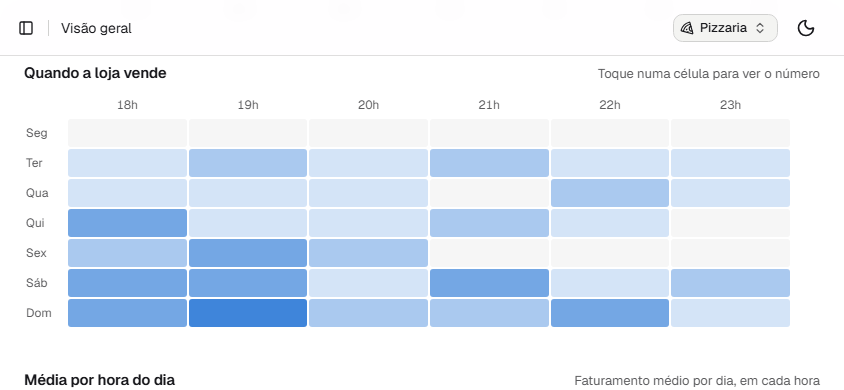 Visão geral
Pizzaria
Quando a loja vende
Toque numa célula para ver o número
18h 19h 20h 21h 22h 23h
Seg
Ter
Qua
Qui
Sex
Sáb
Dom
Média por hora do dia
Faturamento médio por dia, em cada hora